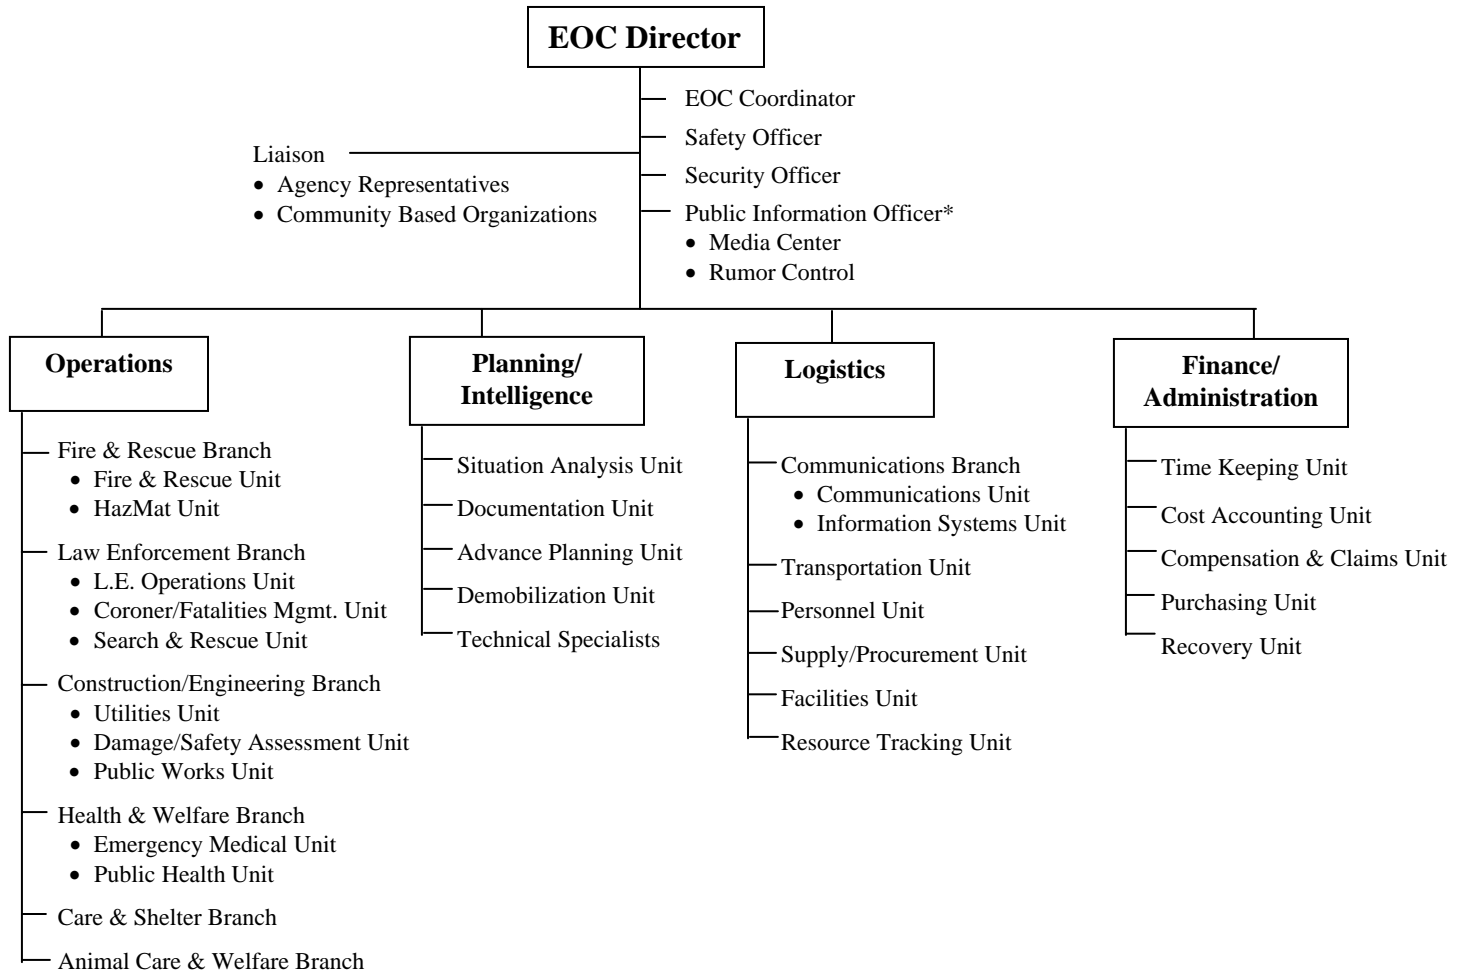 EOC Director
EOC Coordinator
Safety Officer
Security Officer
Public Information Officer*
• Media Center
• Rumor Control
Liaison
• Agency Representatives
• Community Based Organizations
Operations
Fire & Rescue Branch
• Fire & Rescue Unit
• HazMat Unit
Law Enforcement Branch
• L.E. Operations Unit
• Coroner/Fatalities Mgmt. Unit
• Search & Rescue Unit
Construction/Engineering Branch
• Utilities Unit
• Damage/Safety Assessment Unit
• Public Works Unit
Health & Welfare Branch
• Emergency Medical Unit
• Public Health Unit
Care & Shelter Branch
Animal Care & Welfare Branch
Planning/
Intelligence
Situation Analysis Unit
Documentation Unit
Advance Planning Unit
Demobilization Unit
Technical Specialists
Logistics
Communications Branch
• Communications Unit
• Information Systems Unit
Transportation Unit
Personnel Unit
Supply/Procurement Unit
Facilities Unit
Resource Tracking Unit
Finance/
Administration
Time Keeping Unit
Cost Accounting Unit
Compensation & Claims Unit
Purchasing Unit
Recovery Unit